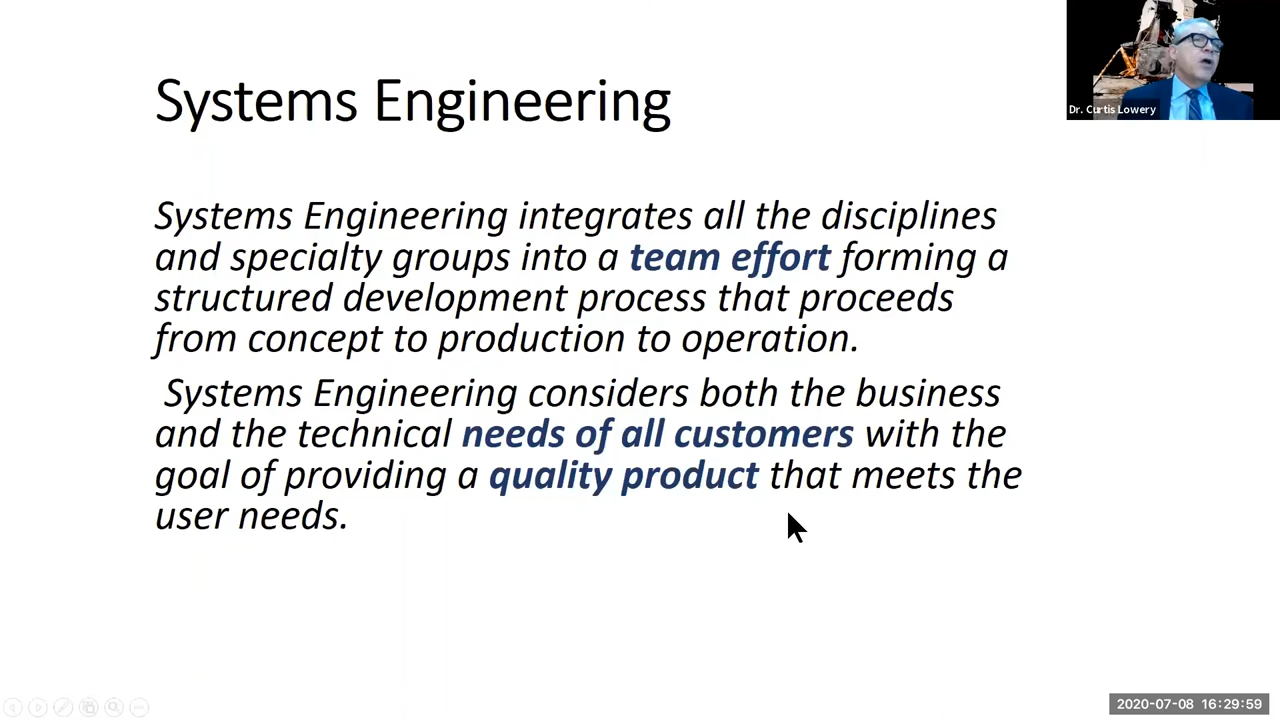 Systems Engineering
Dr. Curtis Lowery
Systems Engineering integrates all the disciplines
and specialty groups into a team effort forming a
structured development process that proceeds
from concept to production to operation.
Systems Engineering considers both the business
and the technical needs of all customers with the
goal of providing a quality product that meets the
user needs.
2020-07-08 16:29:59